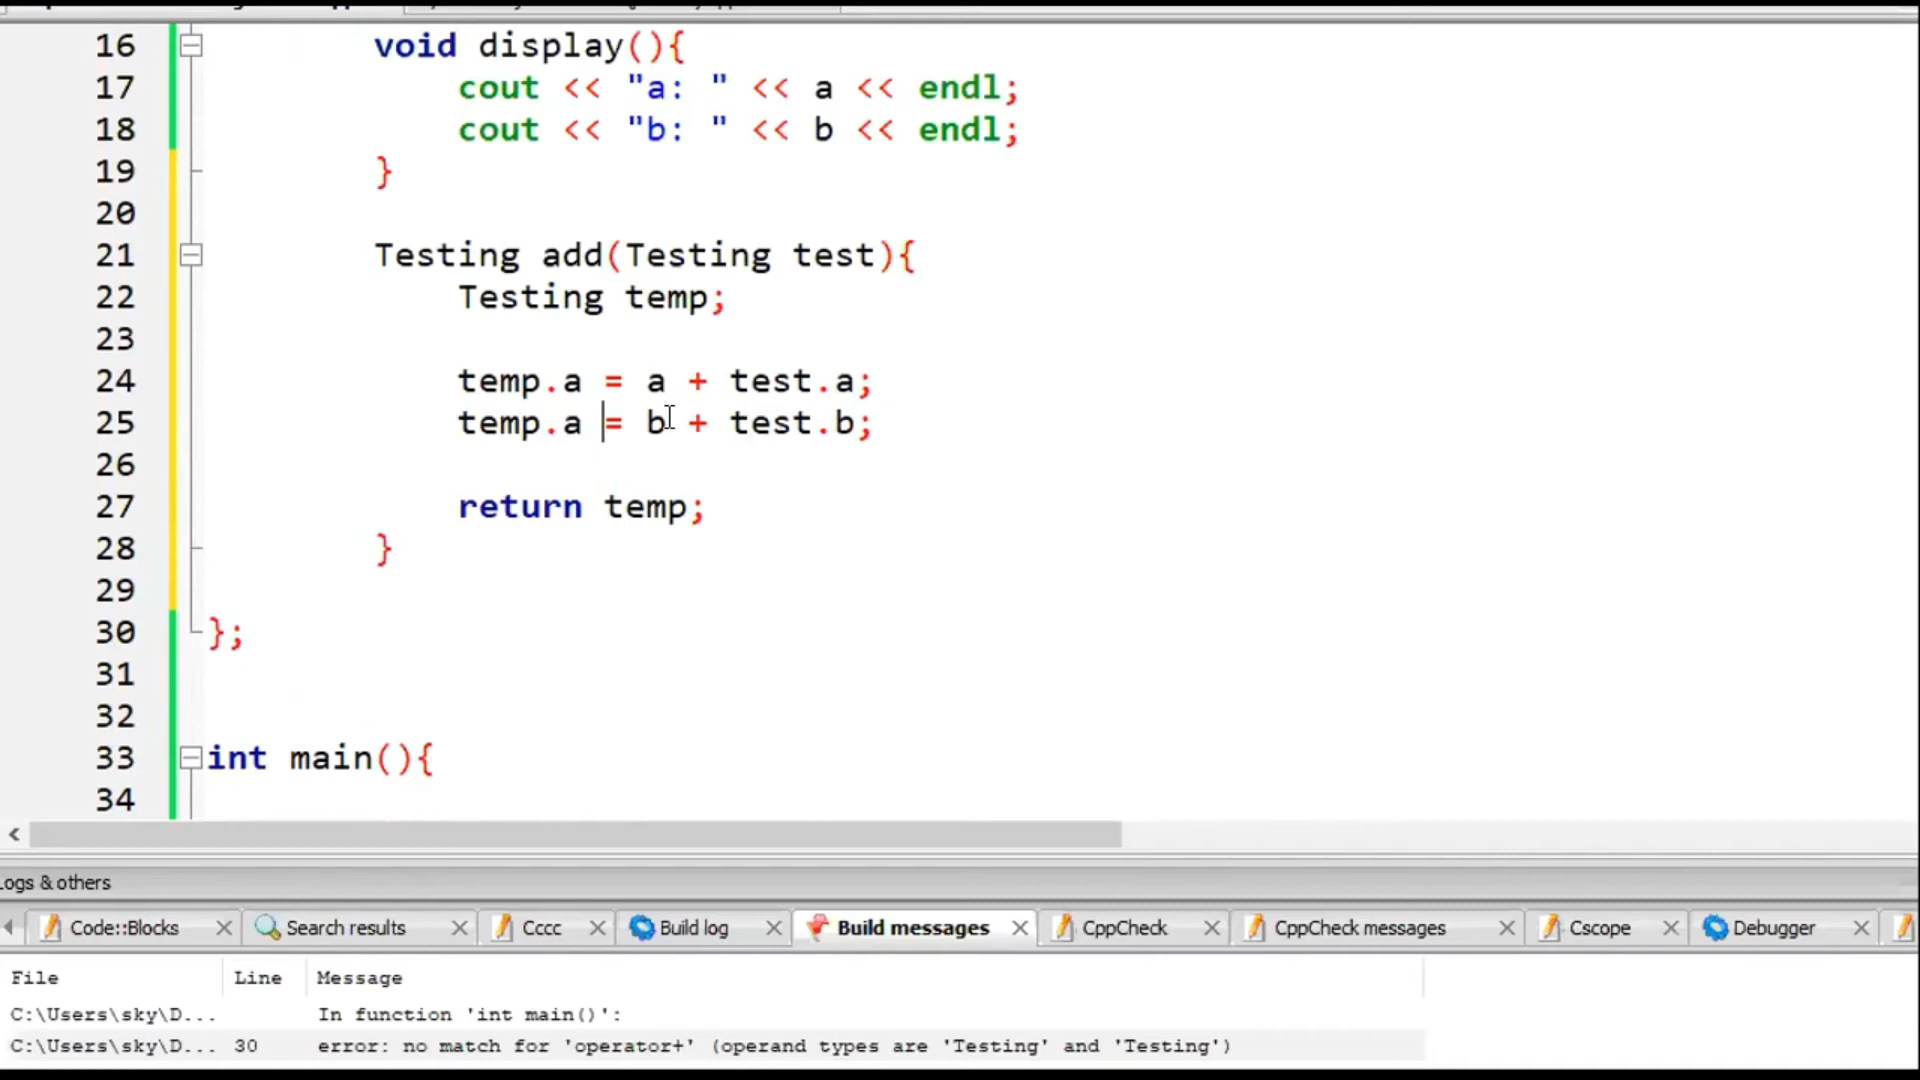 16 void display(){
17 cout << "a: " << a << endl;
18 cout << "b: " << b << endl;
19 }
20
21 Testing add(Testing test){
22 Testing temp;
23
24 temp.a = a + test.a;
25 temp.a = b + test.b;
26
27 return temp;
28 }
29
30 };
31
32
33 int main(){
34
Logs & others
Code::Blocks Search results Cccc Build log Build messages CppCheck CppCheck messages Cscope Debugger
File Line Message
C:\Users\sky\D... In function 'int main()':
C:\Users\sky\D... 30 error: no match for 'operator+' (operand types are 'Testing' and 'Testing')